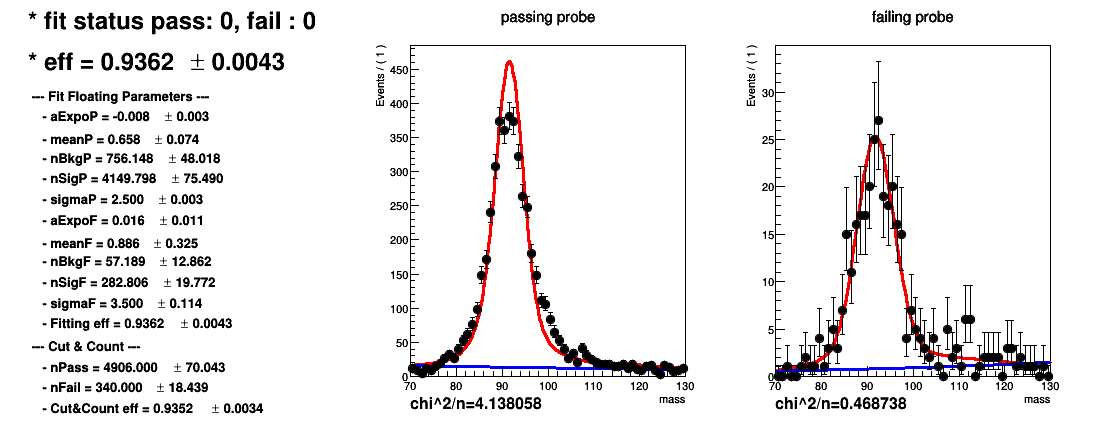 * fit status pass: 0, fail : 0
* eff = 0.9362 ± 0.0043
--- Fit Floating Parameters ---
- aExpoP = -0.008 ± 0.003
- meanP = 0.658 ± 0.074
- nBkgP = 756.148 ± 48.018
- nSigP = 4149.798 ± 75.490
- sigmaP = 2.500 ± 0.003
- aExpoF = 0.016 ± 0.011
- meanF = 0.886 ± 0.325
- nBkgF = 57.189 ± 12.862
- nSigF = 282.806 ± 19.772
- sigmaF = 3.500 ± 0.114
- Fitting eff = 0.9362 ± 0.0043
--- Cut & Count ---
- nPass = 4906.000 ± 70.043
- nFail = 340.000 ± 18.439
- Cut&Count eff = 0.9352 ± 0.0034
passing probe
Events / ( 1 )
450
400
350
300
250
200
150
100
50
0
70 80 90 100 110 120 130
mass
chi^2/n=4.138058
failing probe
Events / ( 1 )
30
25
20
15
10
5
0
70 80 90 100 110 120 130
mass
chi^2/n=0.468738